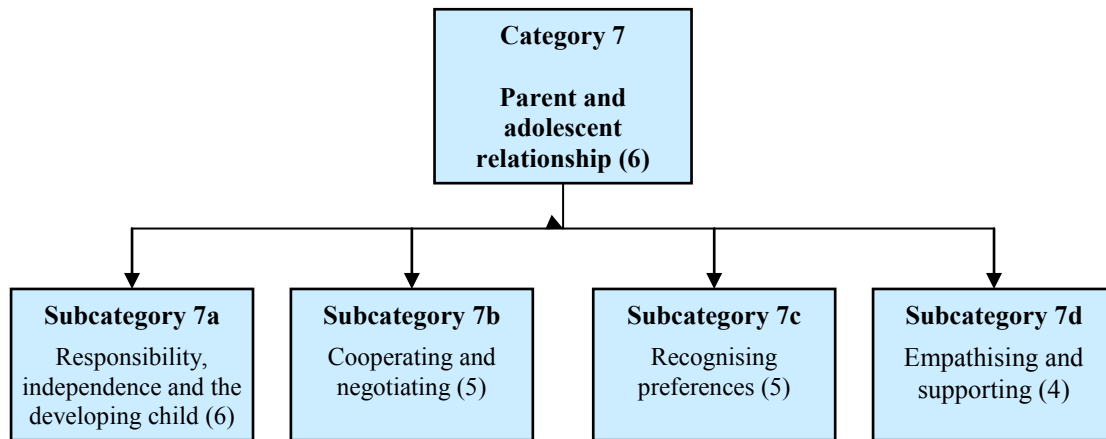 Category 7
Parent and
adolescent
relationship (6)
Subcategory 7a
Responsibility,
independence and the
developing child (6)
Subcategory 7b
Cooperating and
negotiating (5)
Subcategory 7c
Recognising
preferences (5)
Subcategory 7d
Empathising and
supporting (4)